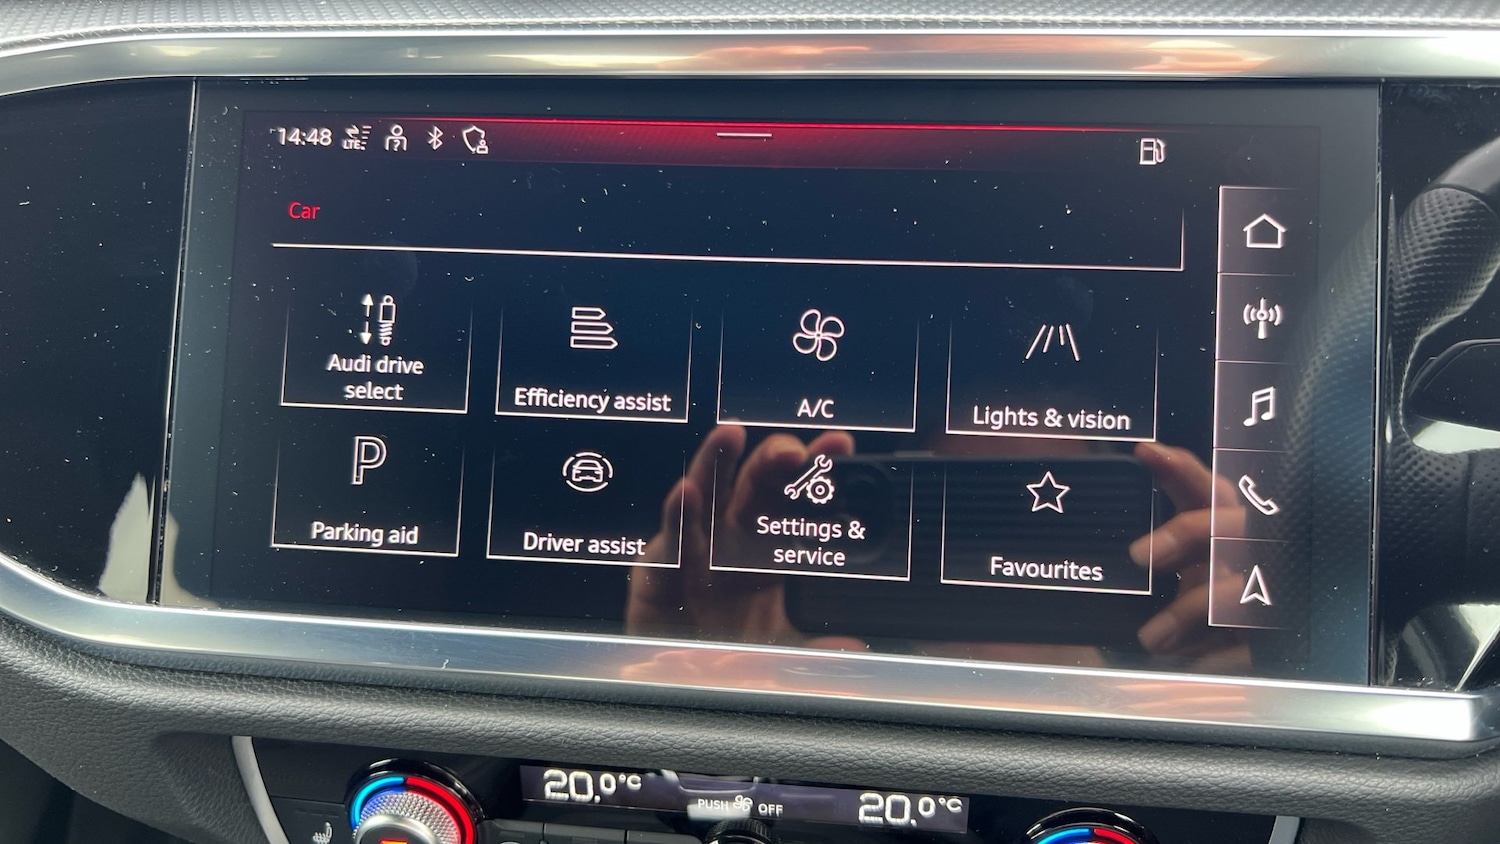 14:48 LTE
Car
Audi drive
select
Efficiency assist
A/C
Lights & vision
P
Parking aid
Driver assist
Settings &
service
Favourites
20.0°C
PUSH OFF
20.0°C